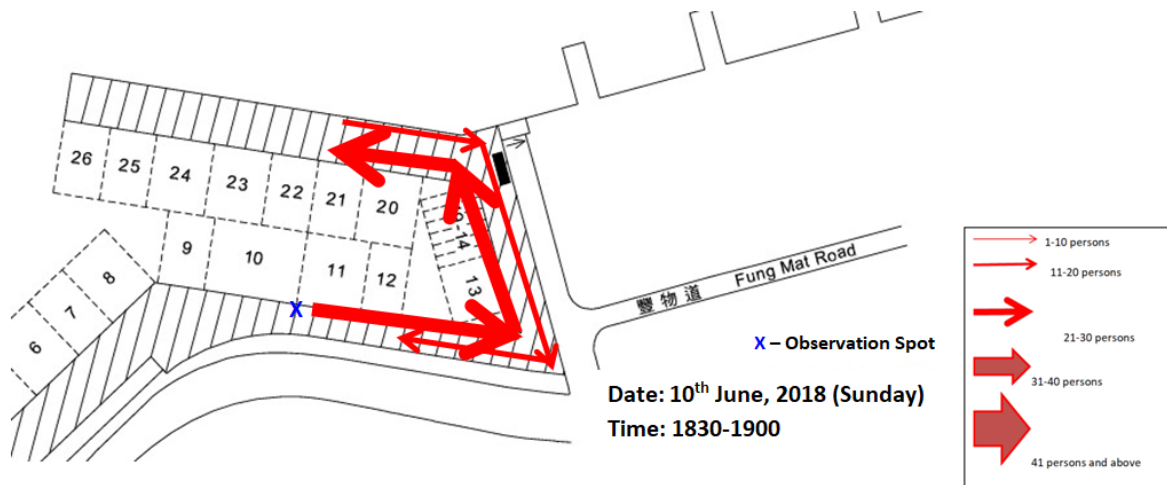 26
25
24
23
22
21
20
14
9
10
11
12
13
8
7
6
豐物道 Fung Mat Road
X
X – Observation Spot
Date: 10th June, 2018 (Sunday)
Time: 1830-1900
1-10 persons
11-20 persons
21-30 persons
31-40 persons
41 persons and above